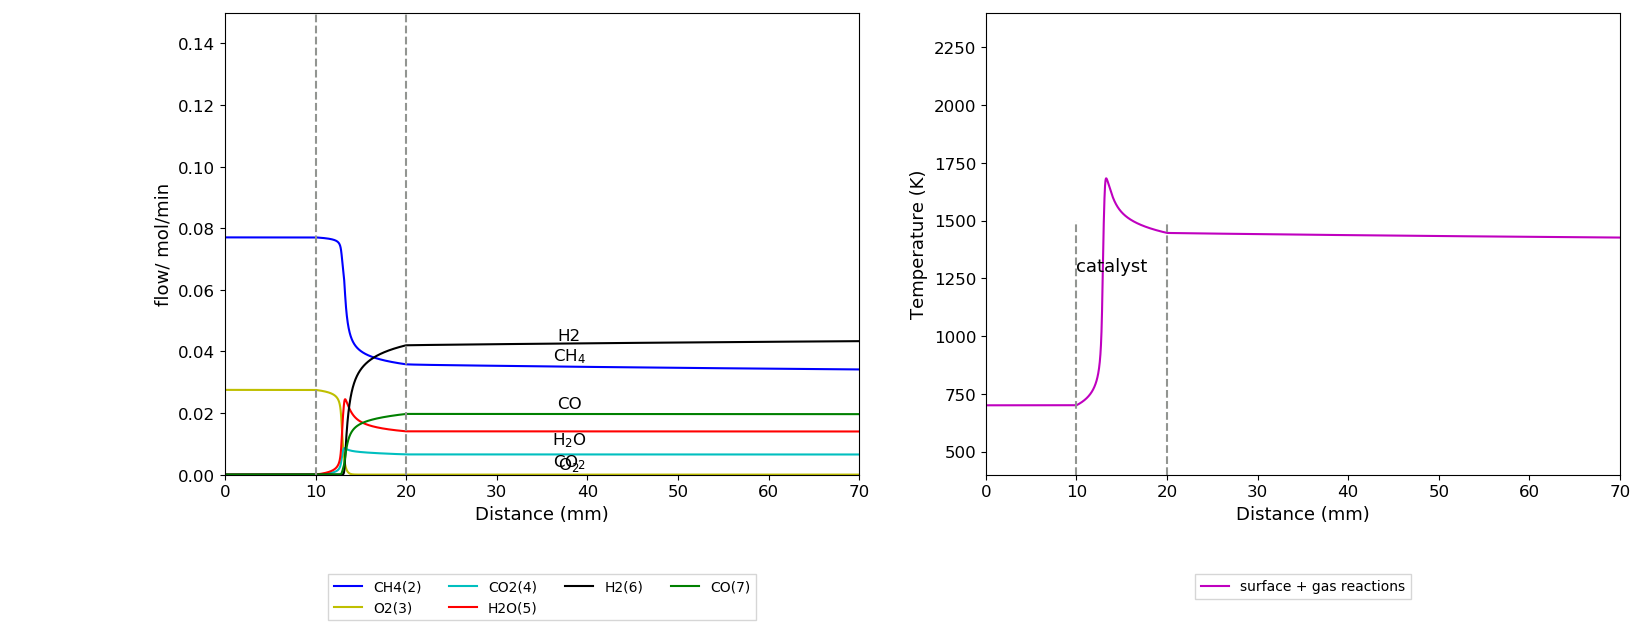 0.14
0.12
0.10
0.08
0.06
0.04
0.02
0.00
flow/ mol/min
H2
CH₄
CO
H₂O
CO₂
O₂
0 10 20 30 40 50 60 70
Distance (mm)
CH4(2) CO2(4) H2(6) CO(7)
O2(3) H2O(5)
2250
2000
1750
1500
1250
1000
750
500
Temperature (K)
catalyst
0 10 20 30 40 50 60 70
Distance (mm)
surface + gas reactions